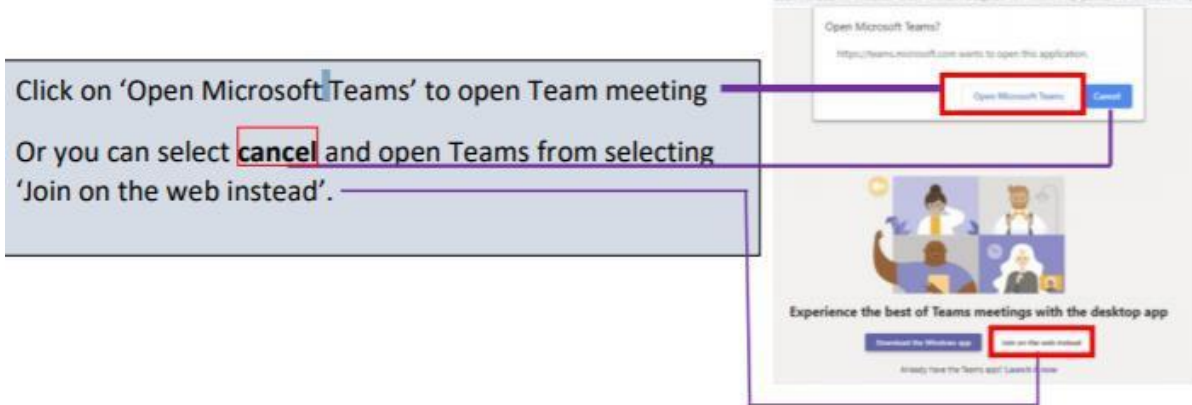 Open Microsoft Teams?
https://teams.microsoft.com wants to open this application.
Open Microsoft Teams
Cancel
Click on ‘Open Microsoft Teams’ to open Team meeting
Or you can select cancel and open Teams from selecting
‘Join on the web instead’.
Experience the best of Teams meetings with the desktop app
Download the Windows app
Join on the web instead
Already have the Teams app? Launch it now